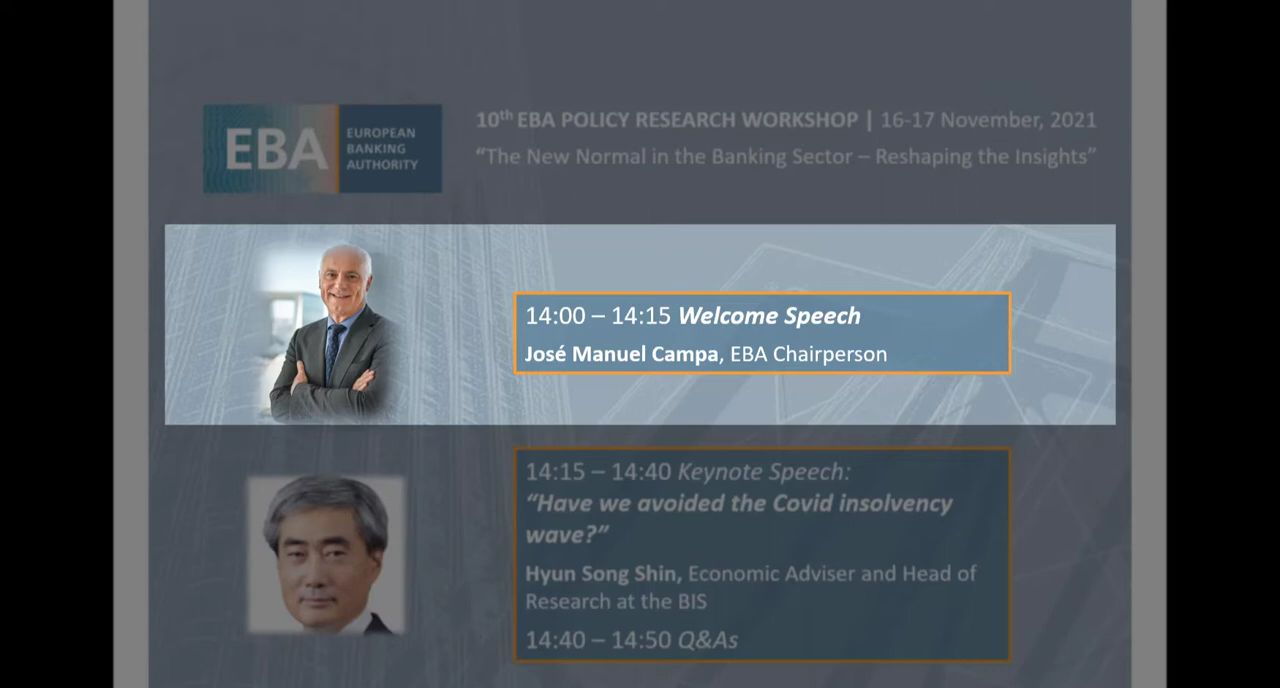 EBA
EUROPEAN
BANKING
AUTHORITY
10th EBA POLICY RESEARCH WORKSHOP | 16-17 November, 2021
“The New Normal in the Banking Sector – Reshaping the Insights”
14:00 – 14:15 Welcome Speech
José Manuel Campa, EBA Chairperson
14:15 – 14:40 Keynote Speech:
“Have we avoided the Covid insolvency
wave?”
Hyun Song Shin, Economic Adviser and Head of
Research at the BIS
14:40 – 14:50 Q&As